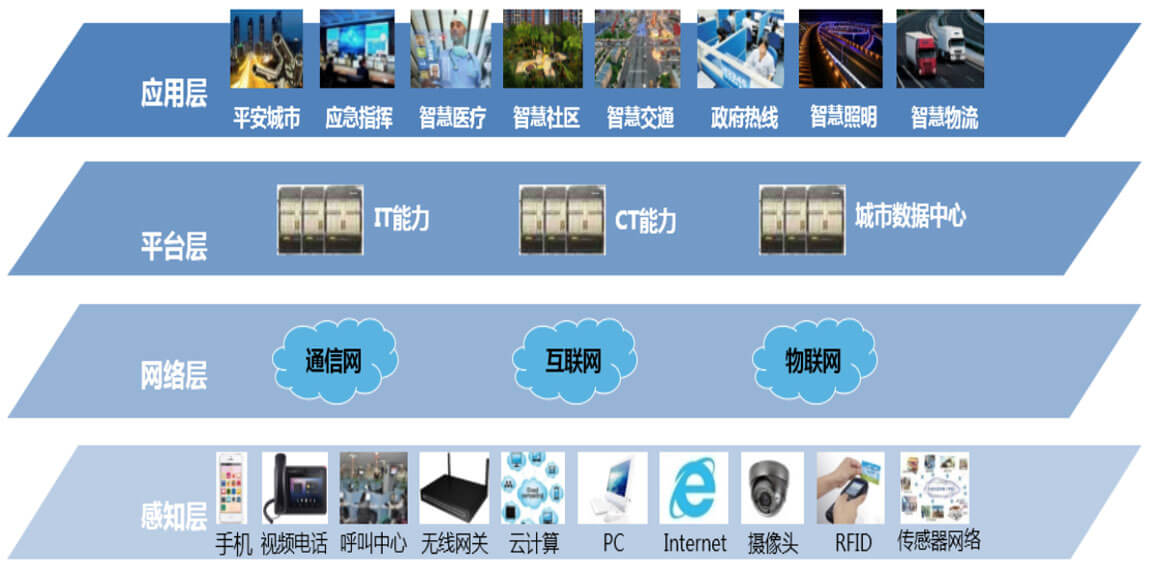 应用层
平安城市 应急指挥 智慧医疗 智慧社区 智慧交通 政府热线 智慧照明 智慧物流
平台层
IT能力 CT能力 城市数据中心
网络层
通信网 互联网 物联网
感知层
手机 视频电话 呼叫中心 无线网关 云计算 PC Internet 摄像头 RFID 传感器网络